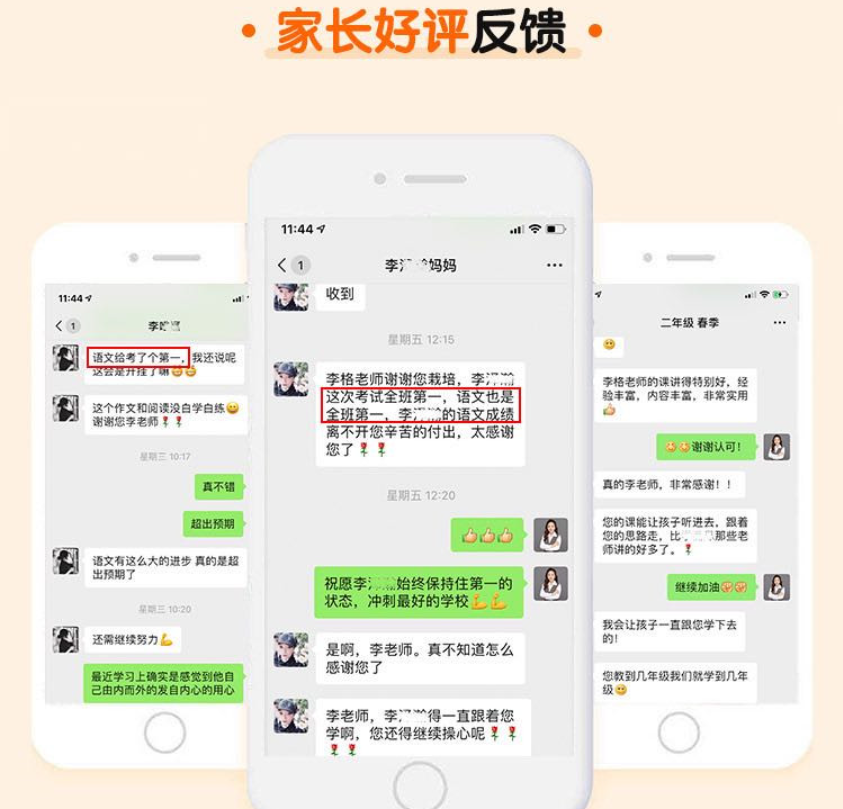 家长好评反馈
11:44
1
李
语文给考了个第一,我还说呢
这会是开挂了嘛
这个作文和阅读没白学白练
谢谢您李老师
星期三 10:17
真不错
超出预期
语文有这么大的进步 真的是超
出预期了
星期三 10:20
还需继续努力
最近学习上确实是感觉到他自
己由内而外的发自内心的用心
11:44
1
李 妈妈
收到
星期五 12:15
李格老师谢谢您栽培,李
这次考试全班第一,语文也是
全班第一,李 的语文成绩
离不开您辛苦的付出,太感谢
您了
星期五 12:20
祝愿李 始终保持住第一的
状态,冲刺最好的学校
是啊,李老师。真不知道怎么
感谢您了
李老师,李 得一直跟着您
学啊,您还得继续操心呢
二年级 春季
李格老师的课讲得特别好,经
验丰富,内容丰富,非常实用
谢谢认可!
真的李老师,非常感谢!!
您的课能让孩子听进去,跟着
您的思路走,比 那些老
师讲的好多了。
继续加油
我会让孩子一直跟您学下去
的!
您教到几年级我们就学到几年
级